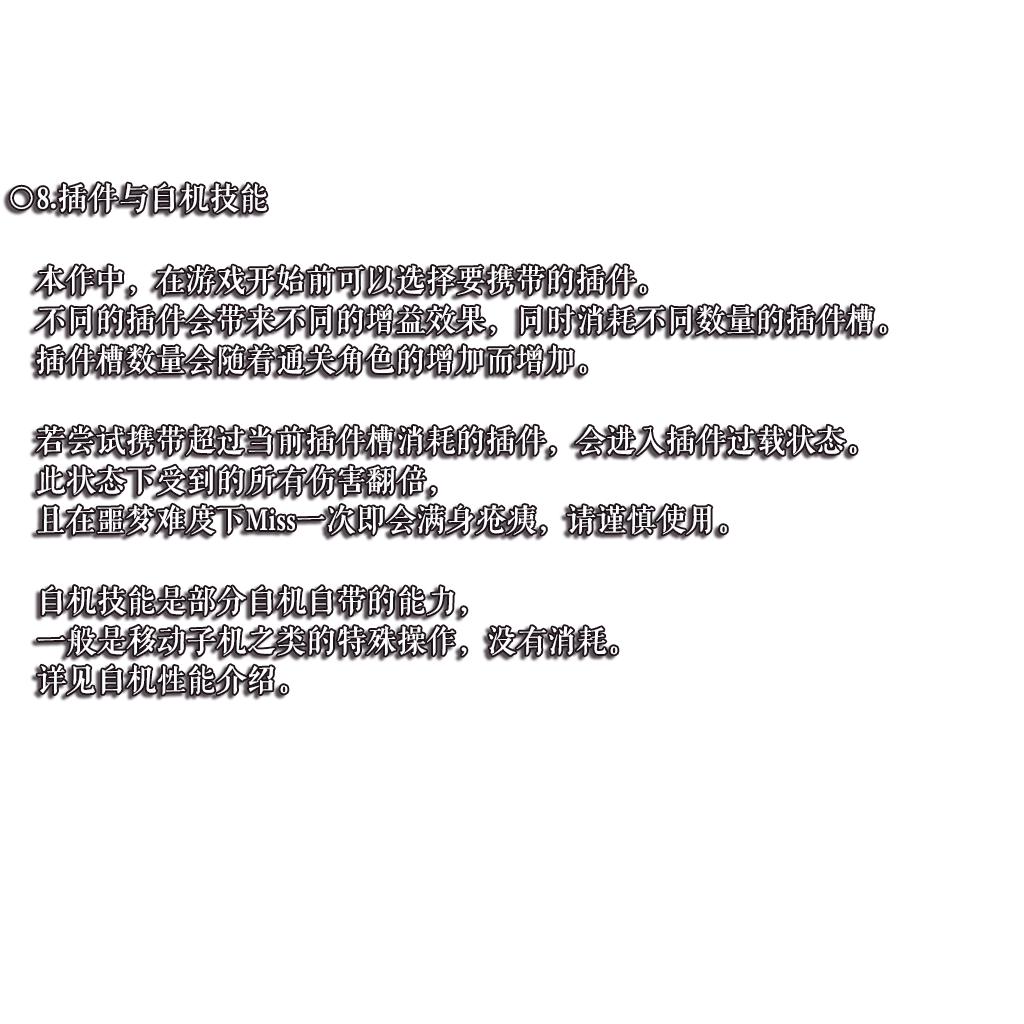 ◎8.插件与自机技能
本作中，在游戏开始前可以选择要携带的插件。
不同的插件会带来不同的增益效果，同时消耗不同数量的插件槽。
插件槽数量会随着通关角色的增加而增加。
若尝试携带超过当前插件槽消耗的插件，会进入插件过载状态。
此状态下受到的所有伤害翻倍，
且在噩梦难度下Miss一次即会满身疮痍，请谨慎使用。
自机技能是部分自机自带的能力，
一般是移动子机之类的特殊操作，没有消耗。
详见自机性能介绍。